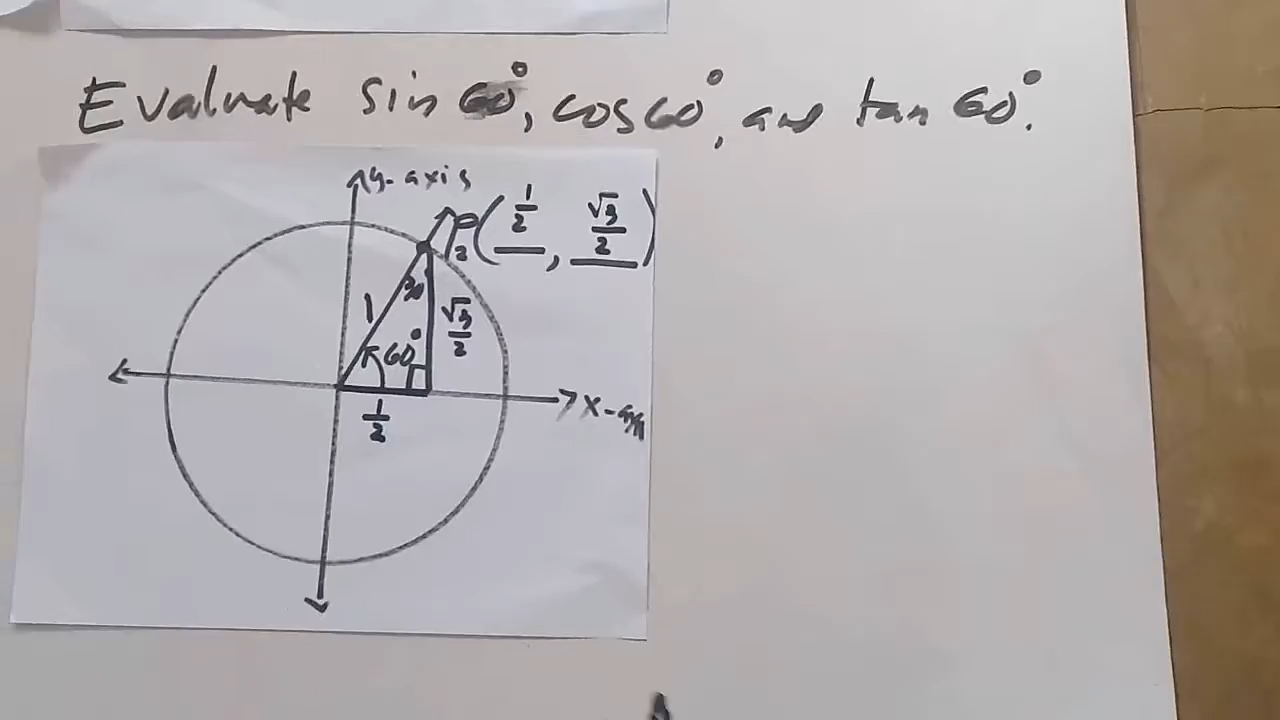 Evaluate sin 60°, cos 60°, and tan 60°.
y-axis
P₂(1/2, √3/2)
30°
1
√3/2
60°
x-axis
1/2